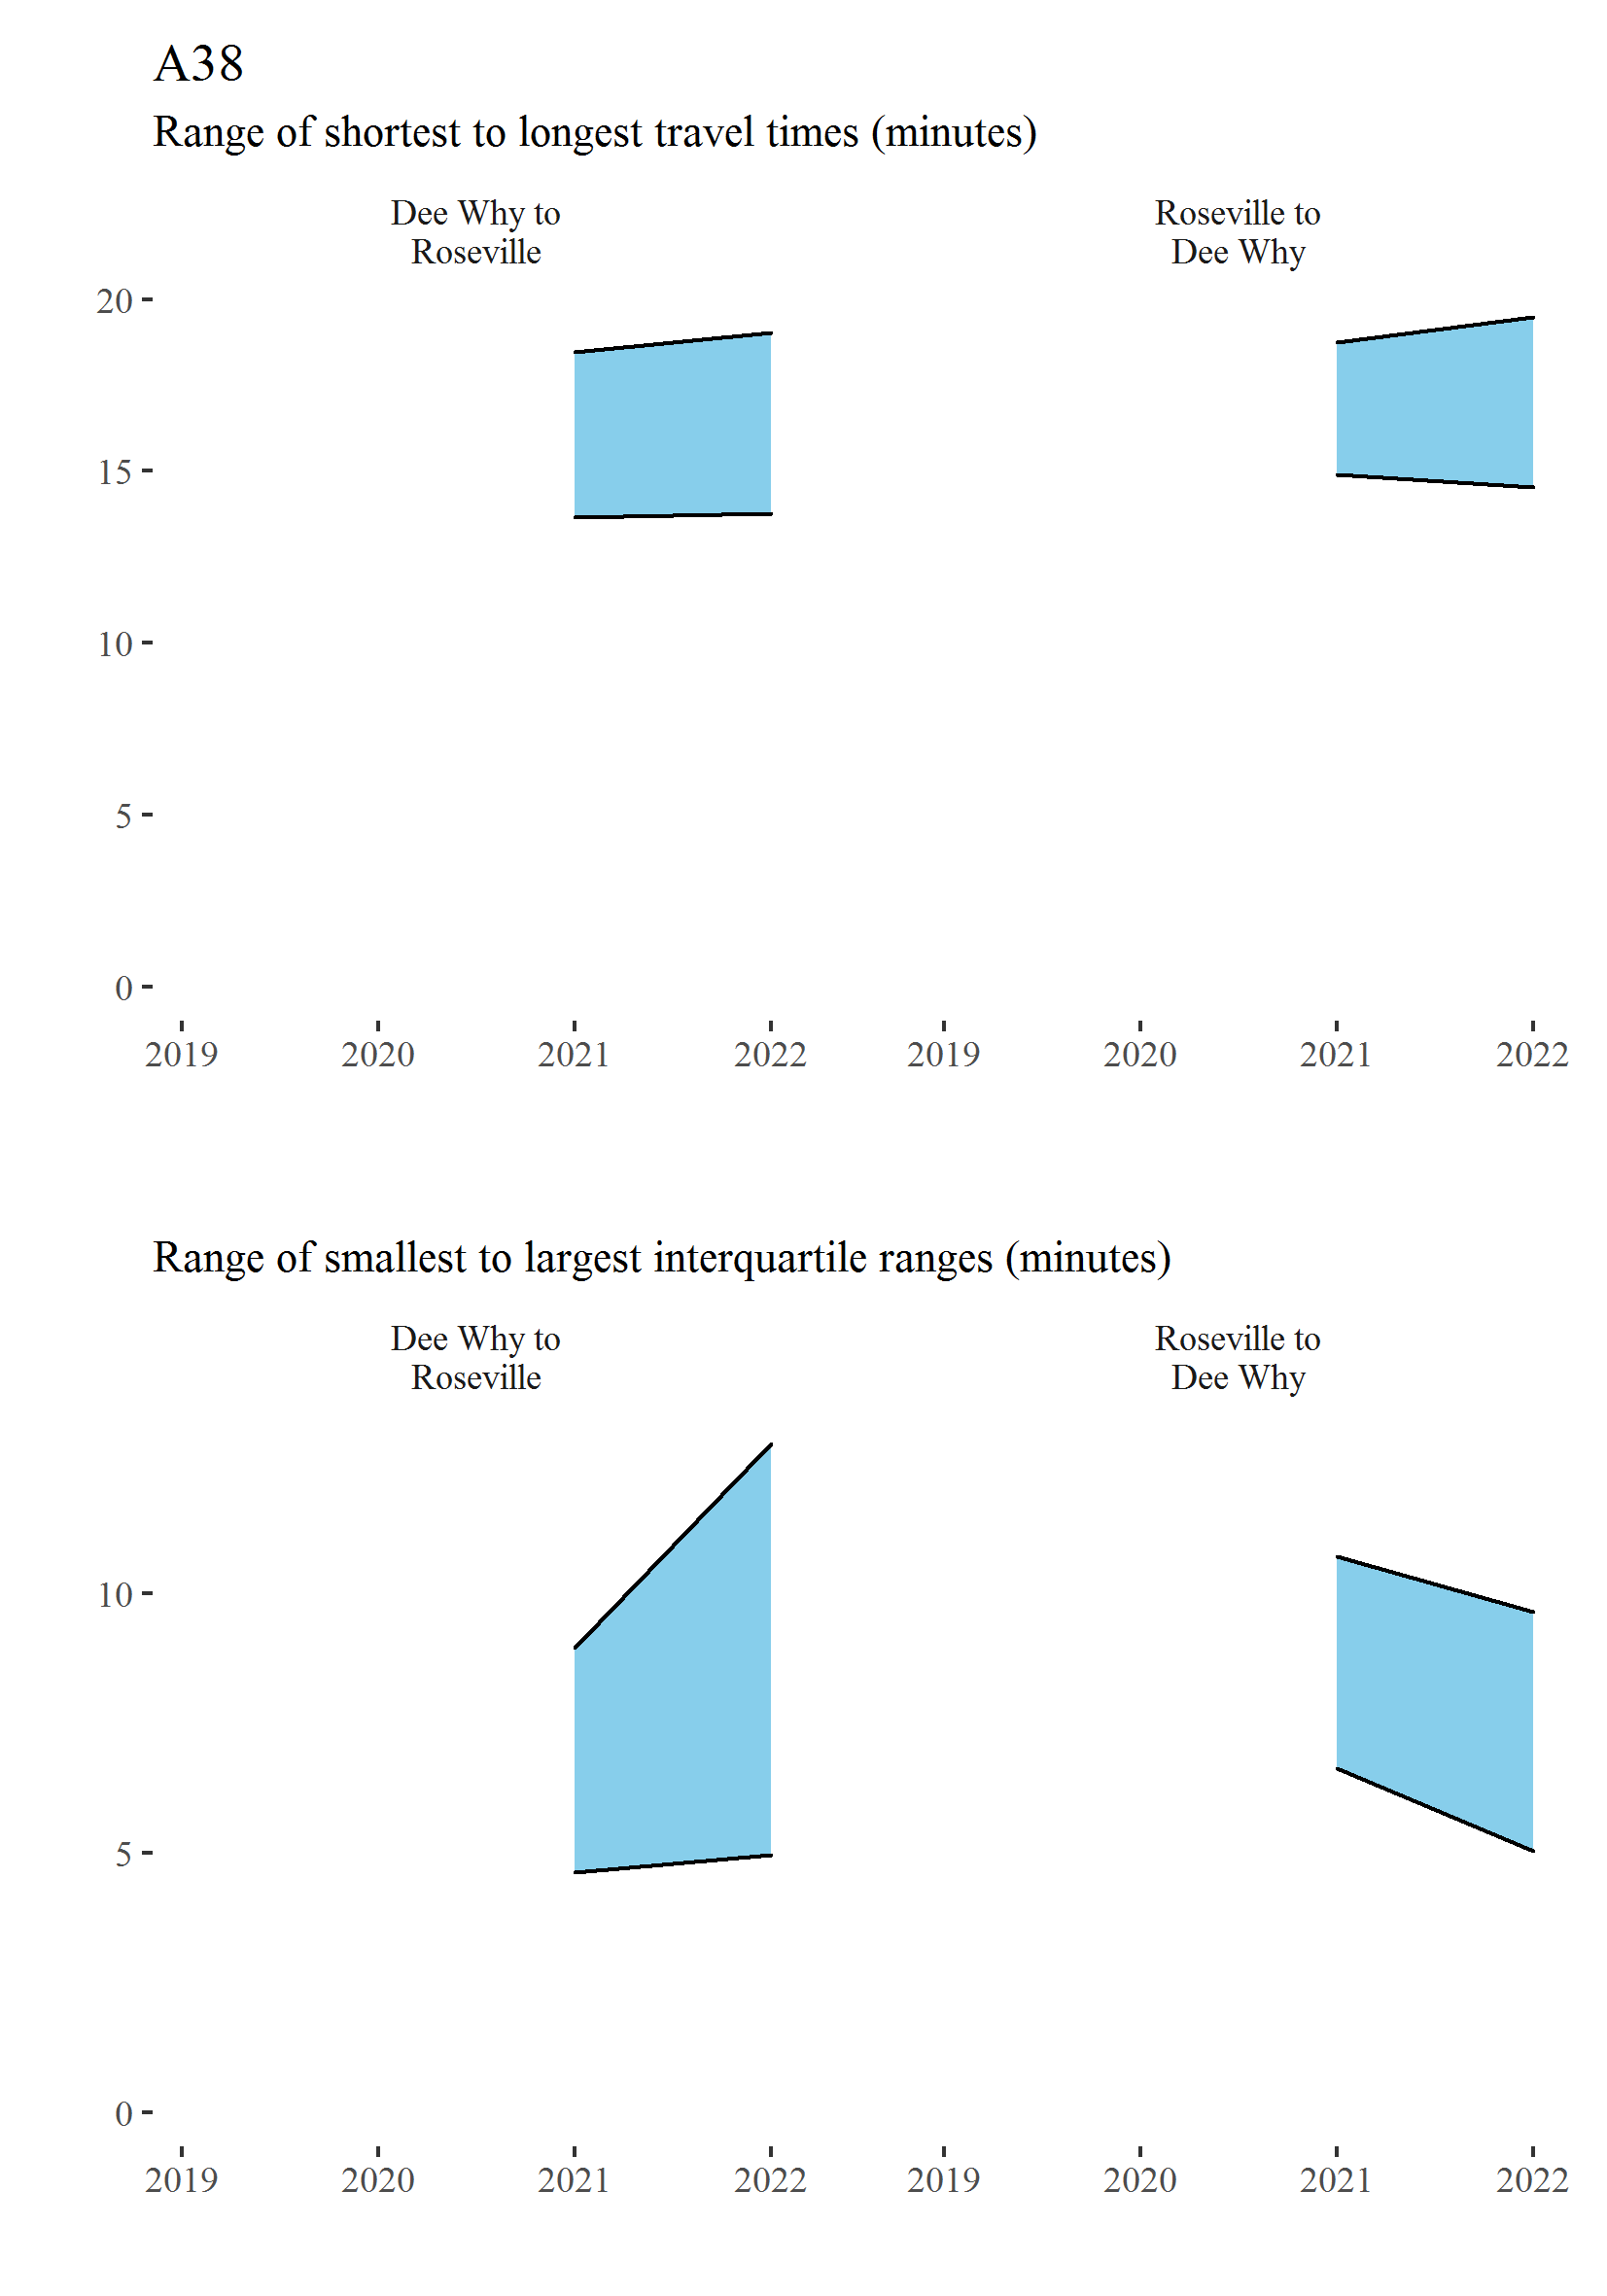 A38
Range of shortest to longest travel times (minutes)
Dee Why to
Roseville
Roseville to
Dee Why
20
15
10
5
0
2019 2020 2021 2022 2019 2020 2021 2022
Range of smallest to largest interquartile ranges (minutes)
Dee Why to
Roseville
Roseville to
Dee Why
10
5
0
2019 2020 2021 2022 2019 2020 2021 2022